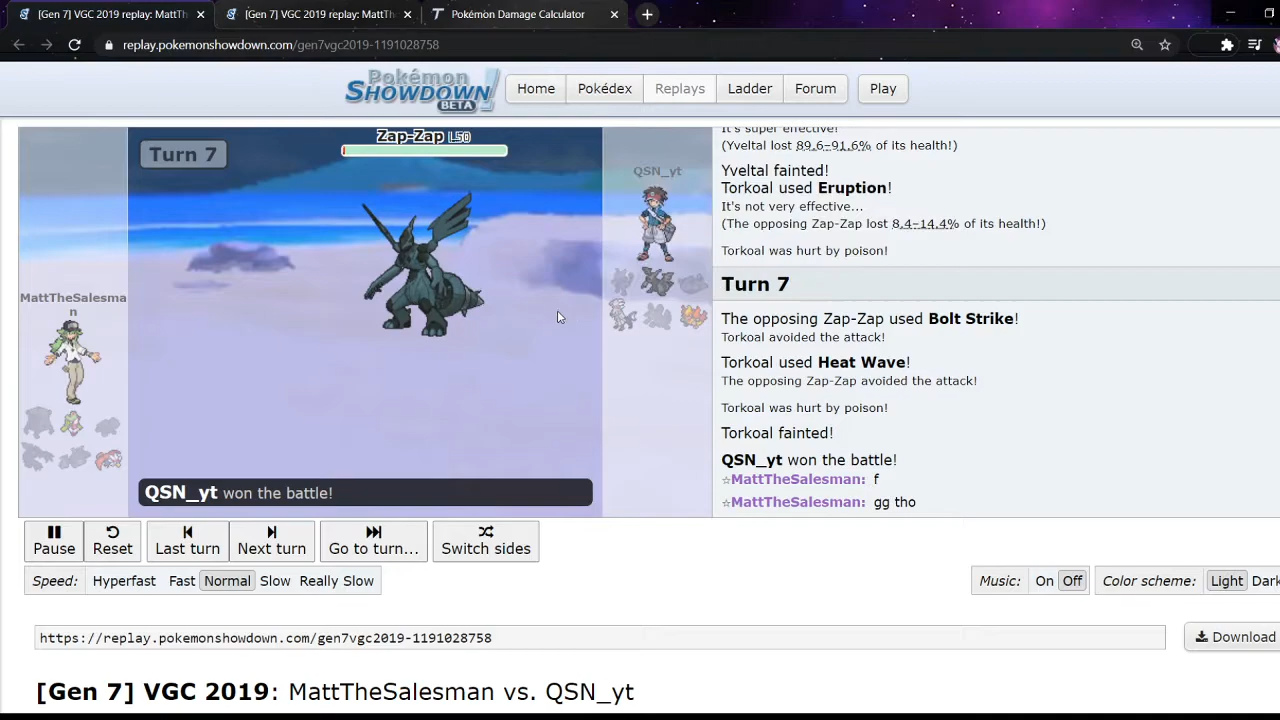 [Gen 7] VGC 2019 replay: MattTh
[Gen 7] VGC 2019 replay: MattTh
Pokémon Damage Calculator
replay.pokemonshowdown.com/gen7vgc2019-1191028758
Pokémon
SHOWDOWN!
BETA
Home
Pokédex
Replays
Ladder
Forum
Play
Turn 7
Zap-Zap L50
MattTheSalesma
n
QSN_yt
QSN_yt won the battle!
It's super effective!
(Yveltal lost 89.6–91.6% of its health!)
Yveltal fainted!
Torkoal used Eruption!
It's not very effective...
(The opposing Zap-Zap lost 8.4–14.4% of its health!)
Torkoal was hurt by poison!
Turn 7
The opposing Zap-Zap used Bolt Strike!
Torkoal avoided the attack!
Torkoal used Heat Wave!
The opposing Zap-Zap avoided the attack!
Torkoal was hurt by poison!
Torkoal fainted!
QSN_yt won the battle!
☆MattTheSalesman: f
☆MattTheSalesman: gg tho
Pause
Reset
Last turn
Next turn
Go to turn...
Switch sides
Speed: Hyperfast Fast Normal Slow Really Slow
Music: On Off
Color scheme: Light Dark
https://replay.pokemonshowdown.com/gen7vgc2019-1191028758
Download
[Gen 7] VGC 2019: MattTheSalesman vs. QSN_yt